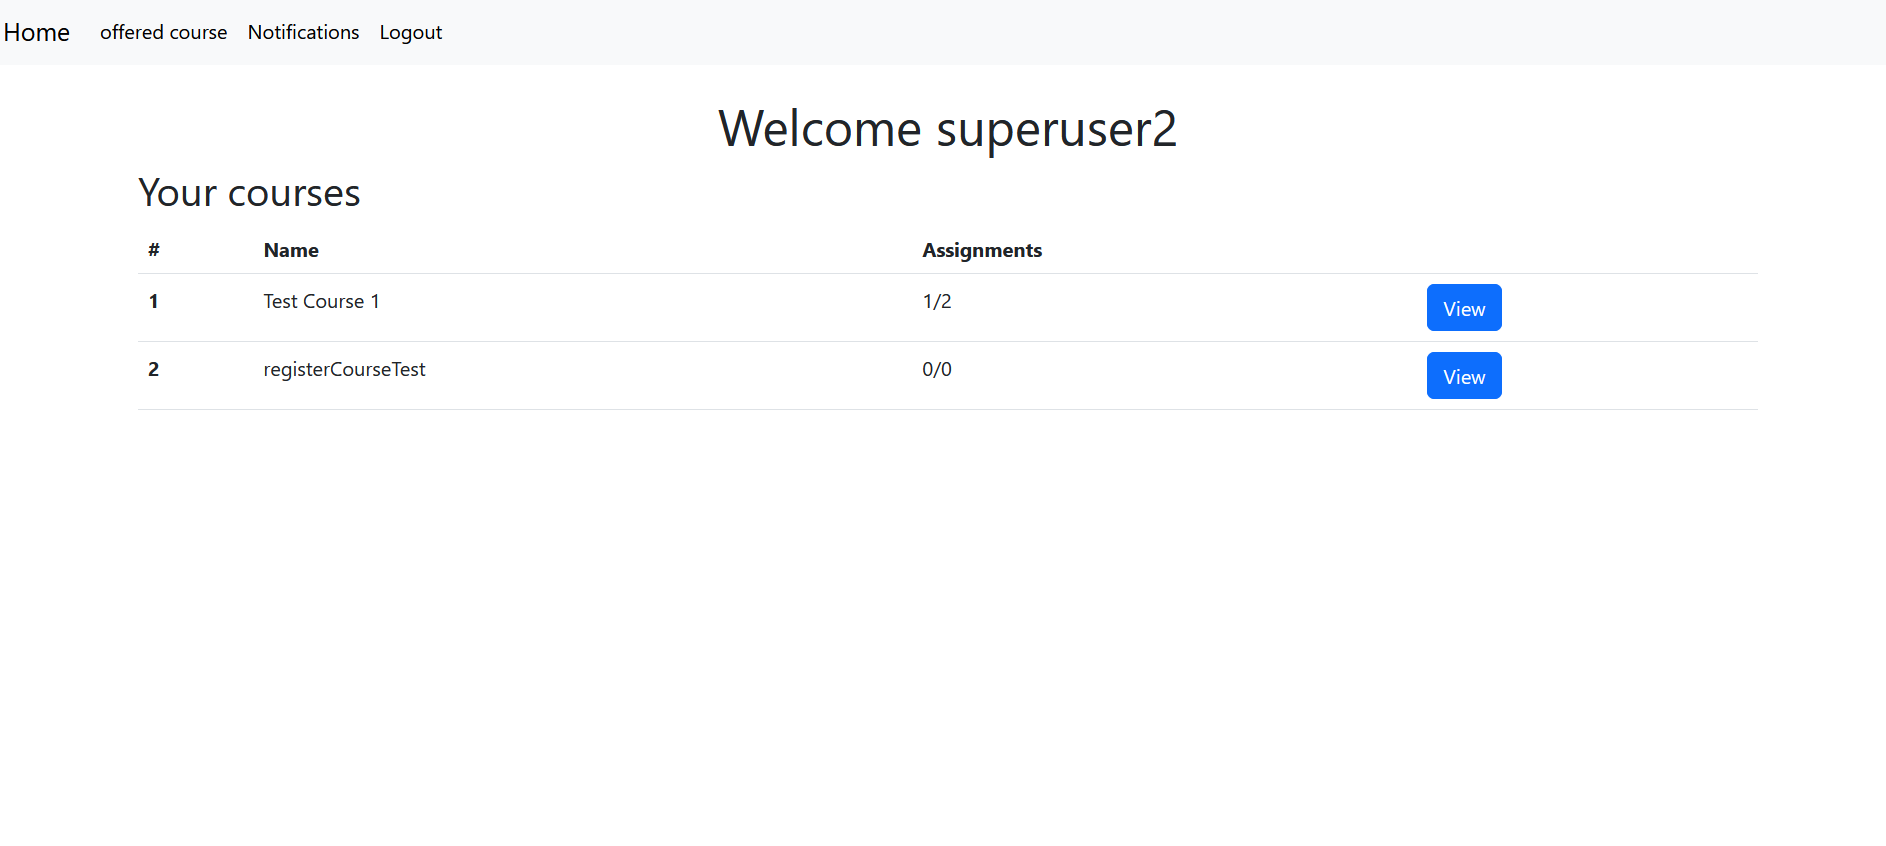 Home offered course Notifications Logout
Welcome superuser2
Your courses
# Name Assignments
1 Test Course 1 1/2 View
2 registerCourseTest 0/0 View